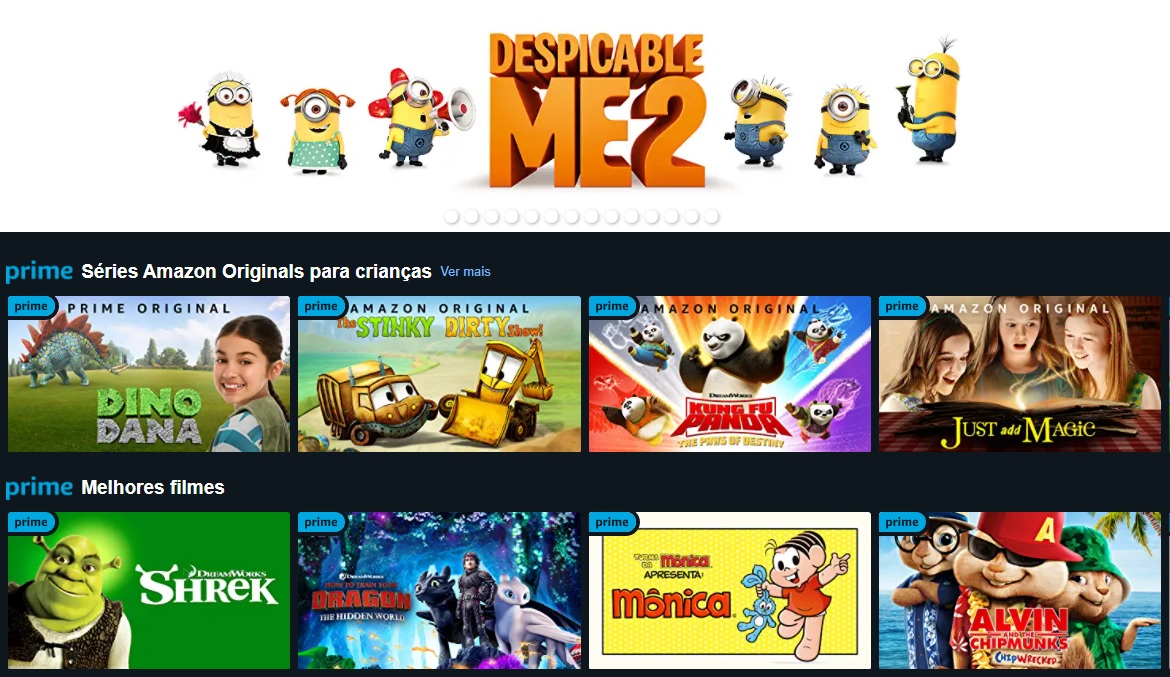 DESPICABLE
ME2
prime Séries Amazon Originals para crianças Ver mais
prime
PRIME ORIGINAL
DINO
DANA
prime
AMAZON ORIGINAL
The STINKY DIRTY Show!
prime
AMAZON ORIGINAL
DREAMWORKS
KUNG FU
PANDA
THE PAWS OF DESTINY
prime
AMAZON ORIGINAL
JUST add MAGIC
prime Melhores filmes
prime
DREAMWORKS
SHREK
prime
DREAMWORKS
HOW TO TRAIN YOUR
DRAGON
THE HIDDEN WORLD
prime
TURMA
DA Mônica
APRESENTA:
Mônica
prime
A
ALVIN
AND THE
CHIPMUNKS
CHIPWRECKED